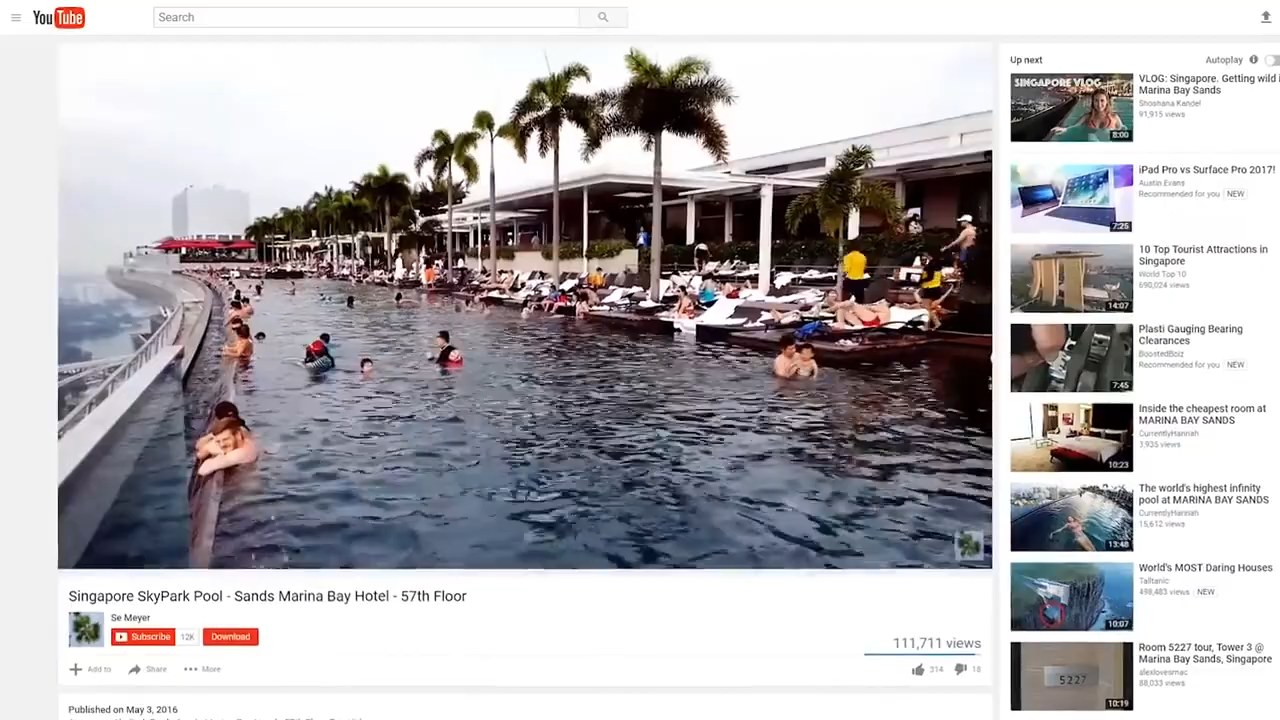 YouTube
Search
Up next
Autoplay
SINGAPORE VLOG
8:00
VLOG: Singapore. Getting wild i
Marina Bay Sands
Shoshana Kandel
91,915 views
7:25
iPad Pro vs Surface Pro 2017!
Austin Evans
Recommended for you NEW
14:07
10 Top Tourist Attractions in
Singapore
World Top 10
690,024 views
7:45
Plasti Gauging Bearing
Clearances
BoostedBoiz
Recommended for you NEW
10:23
Inside the cheapest room at
MARINA BAY SANDS
CurrentlyHannah
3,935 views
13:48
The world's highest infinity
pool at MARINA BAY SANDS
CurrentlyHannah
15,612 views
10:07
World's MOST Daring Houses
Talltanic
498,483 views NEW
5227
10:19
Room 5227 tour, Tower 3 @
Marina Bay Sands, Singapore
alexlovesmac
88,033 views
Singapore SkyPark Pool - Sands Marina Bay Hotel - 57th Floor
Se Meyer
Subscribe 12K Download
111,711 views
Add to Share More 314 18
Published on May 3, 2016